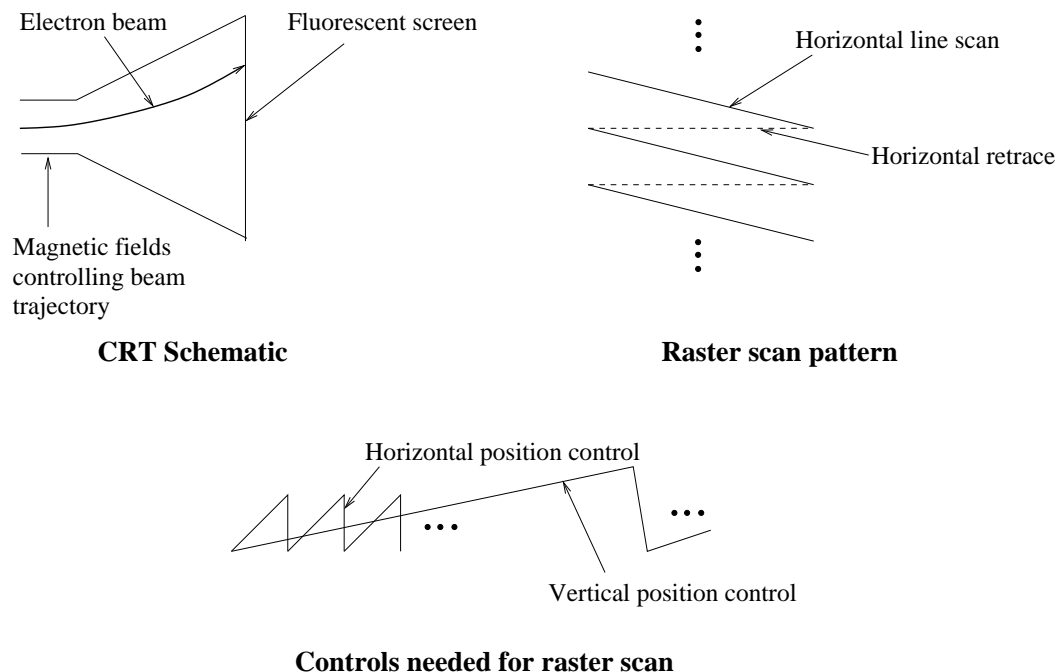 Electron beam
Fluorescent screen
Magnetic fields
controlling beam
trajectory
CRT Schematic
Horizontal line scan
Horizontal retrace
Raster scan pattern
Horizontal position control
Vertical position control
Controls needed for raster scan